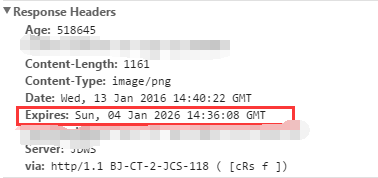 Response Headers
Age: 518645
Content-Length: 1161
Content-Type: image/png
Date: Wed, 13 Jan 2016 14:40:22 GMT
Expires: Sun, 04 Jan 2026 14:36:08 GMT
Server: JDWS
via: http/1.1 BJ-CT-2-JCS-118 ( [cRs f ])